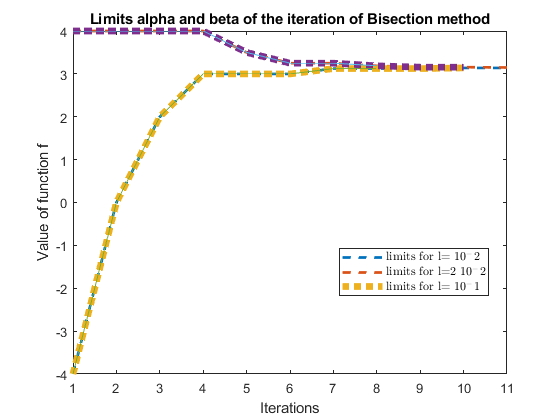 Limits alpha and beta of the iteration of Bisection method
4
3
2
1
0
-1
-2
-3
-4
Value of function f
limits for l= 10⁻2
limits for l=2 10⁻2
limits for l= 10⁻1
1 2 3 4 5 6 7 8 9 10 11
Iterations